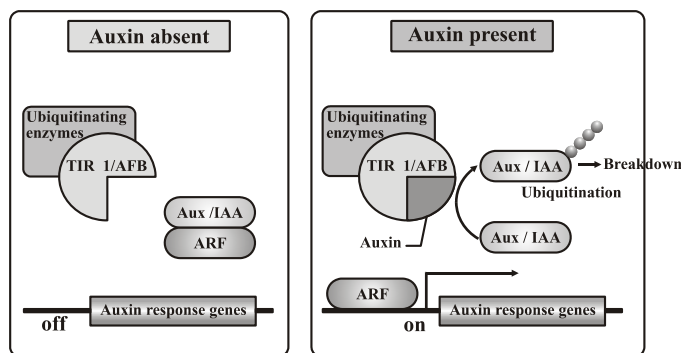 Auxin absent
Ubiquitinating
enzymes
TIR 1/AFB
Aux /IAA
ARF
off
Auxin response genes
Auxin present
Ubiquitinating
enzymes
TIR 1/AFB
Aux / IAA
Breakdown
Ubiquitination
Auxin
Aux / IAA
ARF
on
Auxin response genes